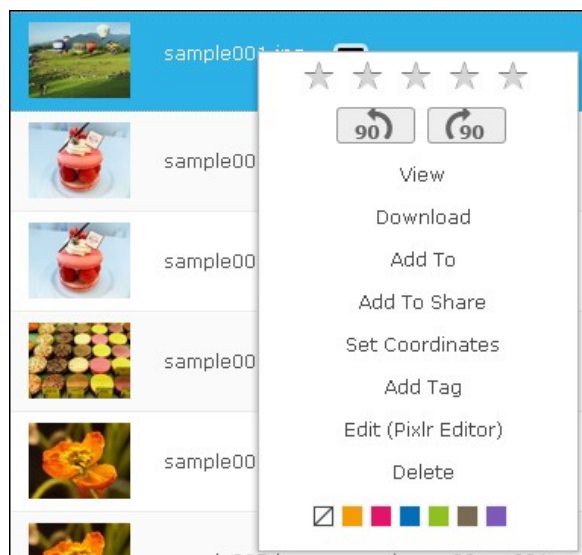 sample001.jpg
90 90
View
sample00
Download
Add To
sample00
Add To Share
Set Coordinates
sample00
Add Tag
Edit (Pixlr Editor)
sample00
Delete